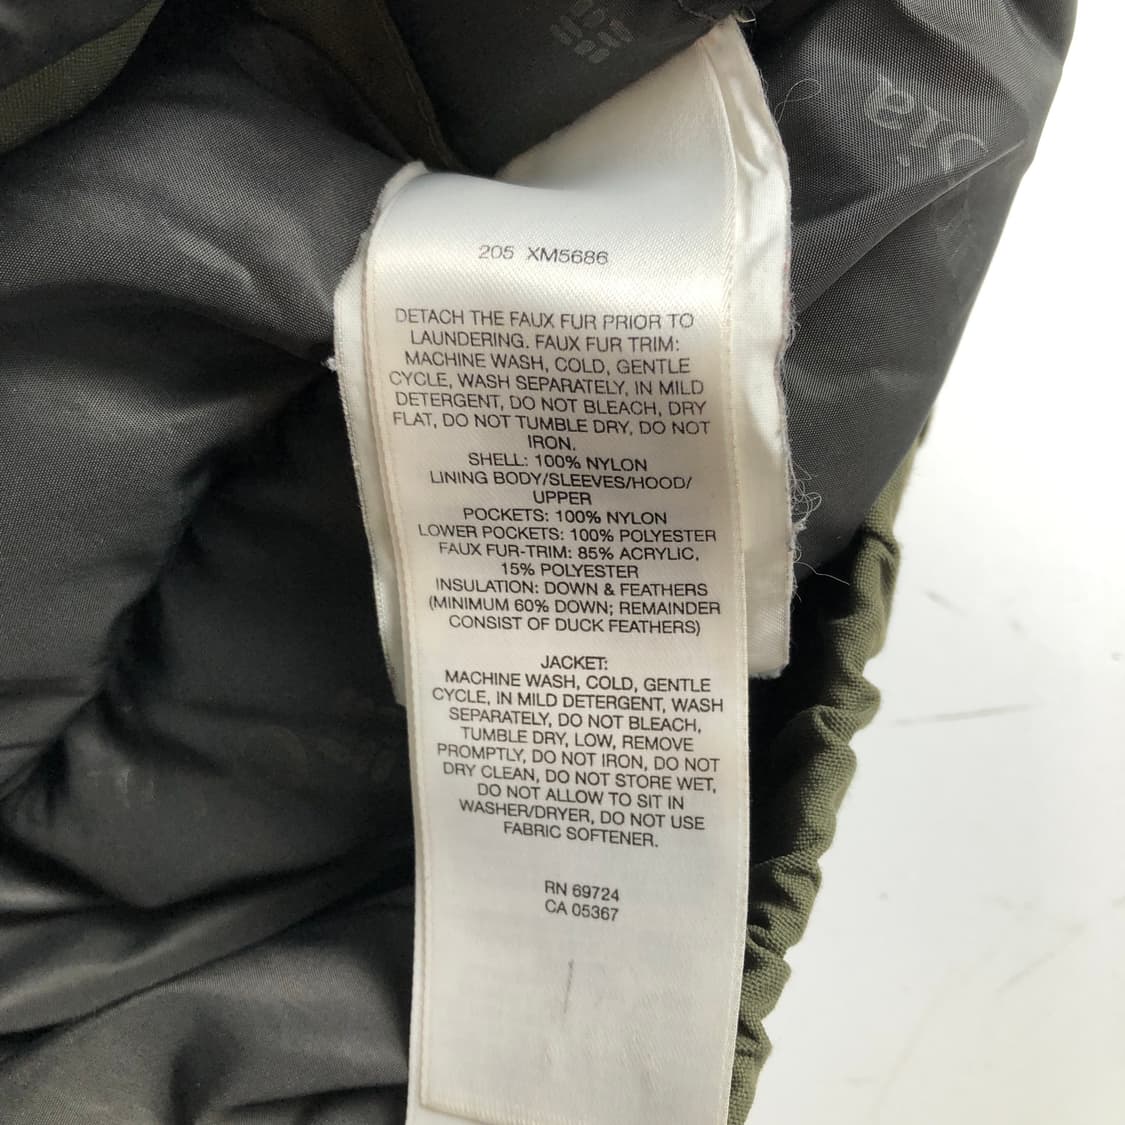 205 XM5686
DETACH THE FAUX FUR PRIOR TO
LAUNDERING. FAUX FUR TRIM:
MACHINE WASH, COLD, GENTLE
CYCLE, WASH SEPARATELY, IN MILD
DETERGENT, DO NOT BLEACH, DRY
FLAT, DO NOT TUMBLE DRY, DO NOT
IRON.
SHELL: 100% NYLON
LINING BODY/SLEEVES/HOOD/
UPPER
POCKETS: 100% NYLON
LOWER POCKETS: 100% POLYESTER
FAUX FUR-TRIM: 85% ACRYLIC,
15% POLYESTER
INSULATION: DOWN & FEATHERS
(MINIMUM 60% DOWN; REMAINDER
CONSIST OF DUCK FEATHERS)
JACKET:
MACHINE WASH, COLD, GENTLE
CYCLE, IN MILD DETERGENT, WASH
SEPARATELY, DO NOT BLEACH,
TUMBLE DRY, LOW, REMOVE
PROMPTLY, DO NOT IRON, DO NOT
DRY CLEAN, DO NOT STORE WET,
DO NOT ALLOW TO SIT IN
WASHER/DRYER, DO NOT USE
FABRIC SOFTENER.
RN 69724
CA 05367